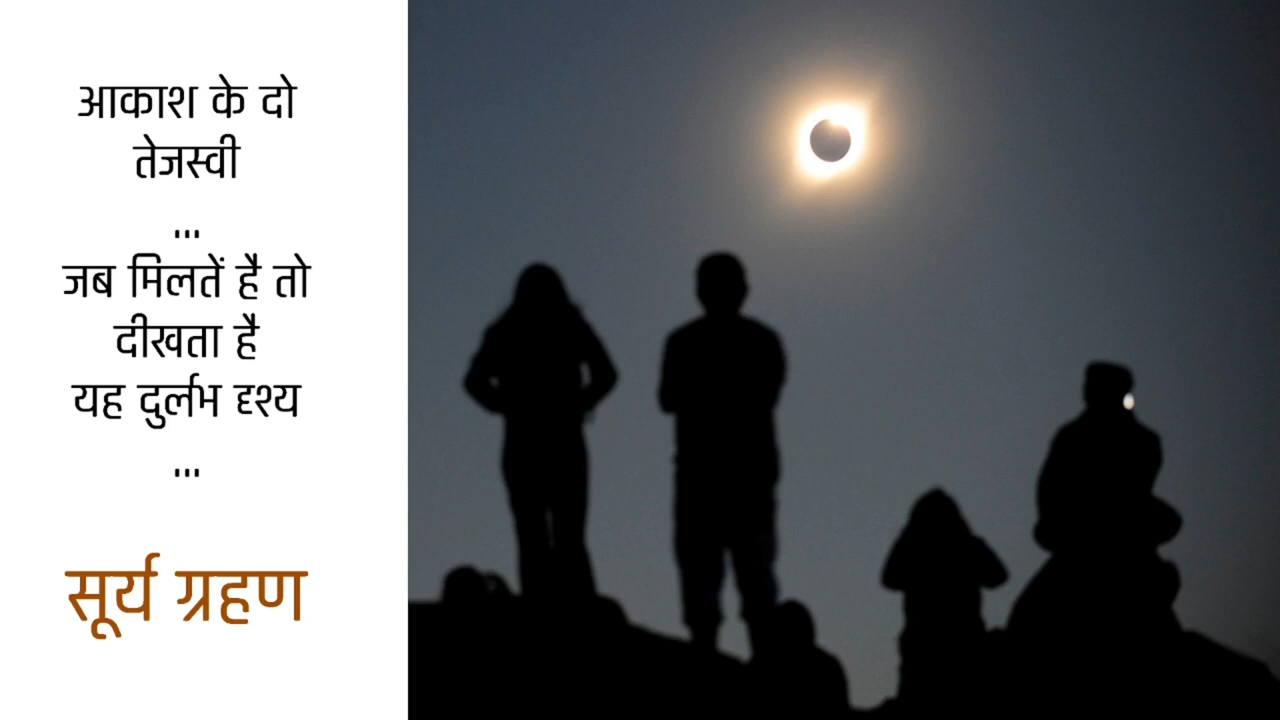 आकाश के दो
तेजस्वी
...
जब मिलतें है तो
दीखता है
यह दुर्लभ दृश्य
...
सूर्य ग्रहण